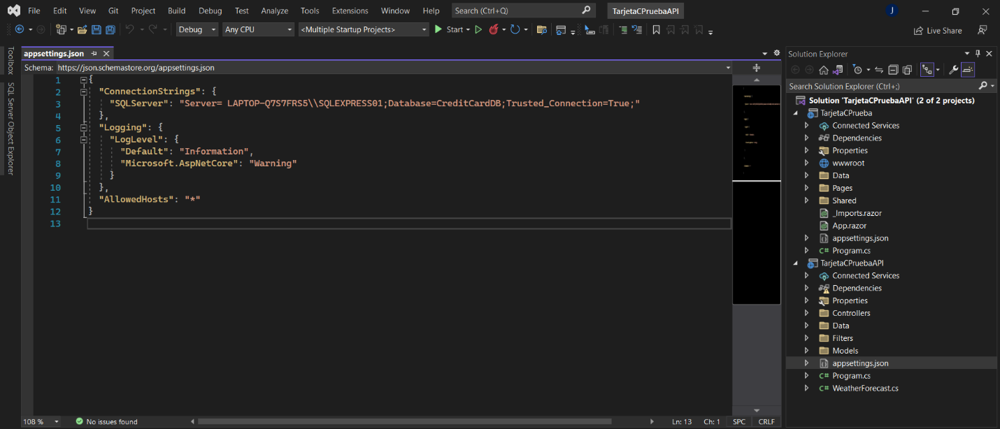 File Edit View Git Project Build Debug Test Analyze Tools Extensions Window Help Search (Ctrl+Q) TarjetaCPruebaAPI J
Debug Any CPU <Multiple Startup Projects> Start Live Share
Toolbox
SQL Server Object Explorer
appsettings.json
Schema: https://json.schemastore.org/appsettings.json
1 {
2 "ConnectionStrings": {
3 "SQLServer": "Server= LAPTOP-Q7S7FRS5\\SQLEXPRESS01;Database=CreditCardDB;Trusted_Connection=True;"
4 },
5 "Logging": {
6 "LogLevel": {
7 "Default": "Information",
8 "Microsoft.AspNetCore": "Warning"
9 }
10 },
11 "AllowedHosts": "*"
12 }
13
108 % No issues found Ln: 13 Ch: 1 SPC CRLF
Solution Explorer
Search Solution Explorer (Ctrl+;)
Solution 'TarjetaCPruebaAPI' (2 of 2 projects)
TarjetaCPrueba
Connected Services
Dependencies
Properties
wwwroot
Data
Pages
Shared
_Imports.razor
App.razor
appsettings.json
C# Program.cs
TarjetaCPruebaAPI
Connected Services
Dependencies
Properties
Controllers
Data
Filters
Models
appsettings.json
C# Program.cs
C# WeatherForecast.cs